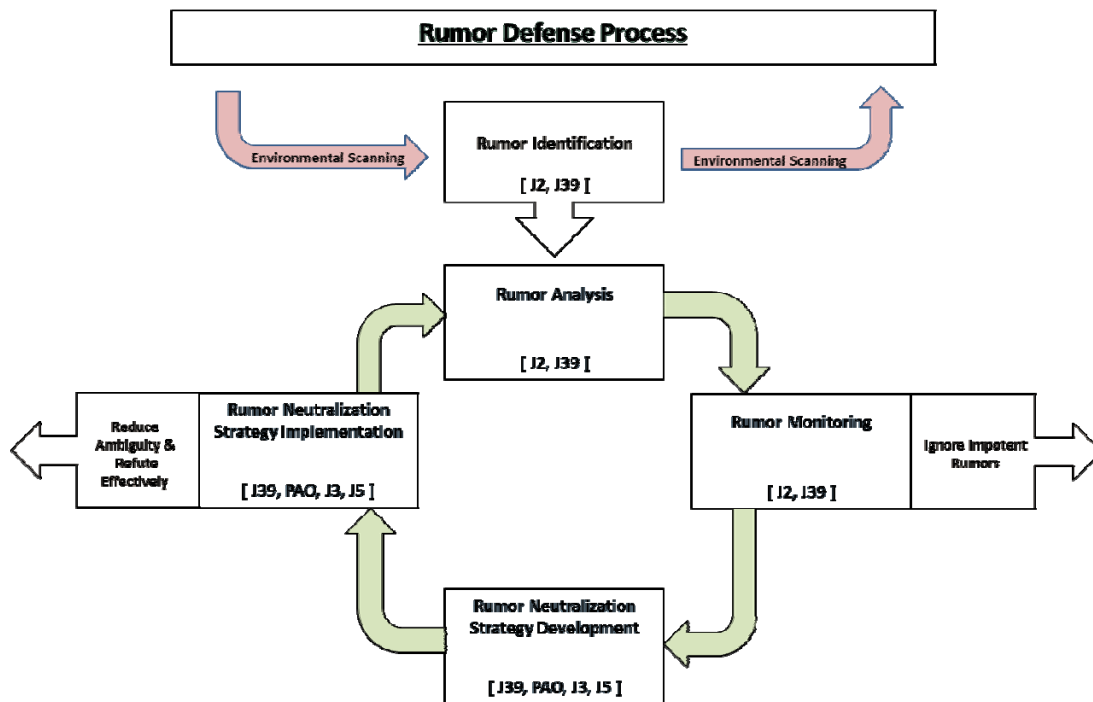 Rumor Defense Process
Environmental Scanning
Rumor Identification
[ J2, J39 ]
Environmental Scanning
Rumor Analysis
[ J2, J39 ]
Reduce
Ambiguity &
Refute
Effectively
Rumor Neutralization
Strategy Implementation
[ J39, PAO, J3, J5 ]
Rumor Monitoring
[ J2, J39 ]
Ignore Impotent
Rumors
Rumor Neutralization
Strategy Development
[ J39, PAO, J3, J5 ]